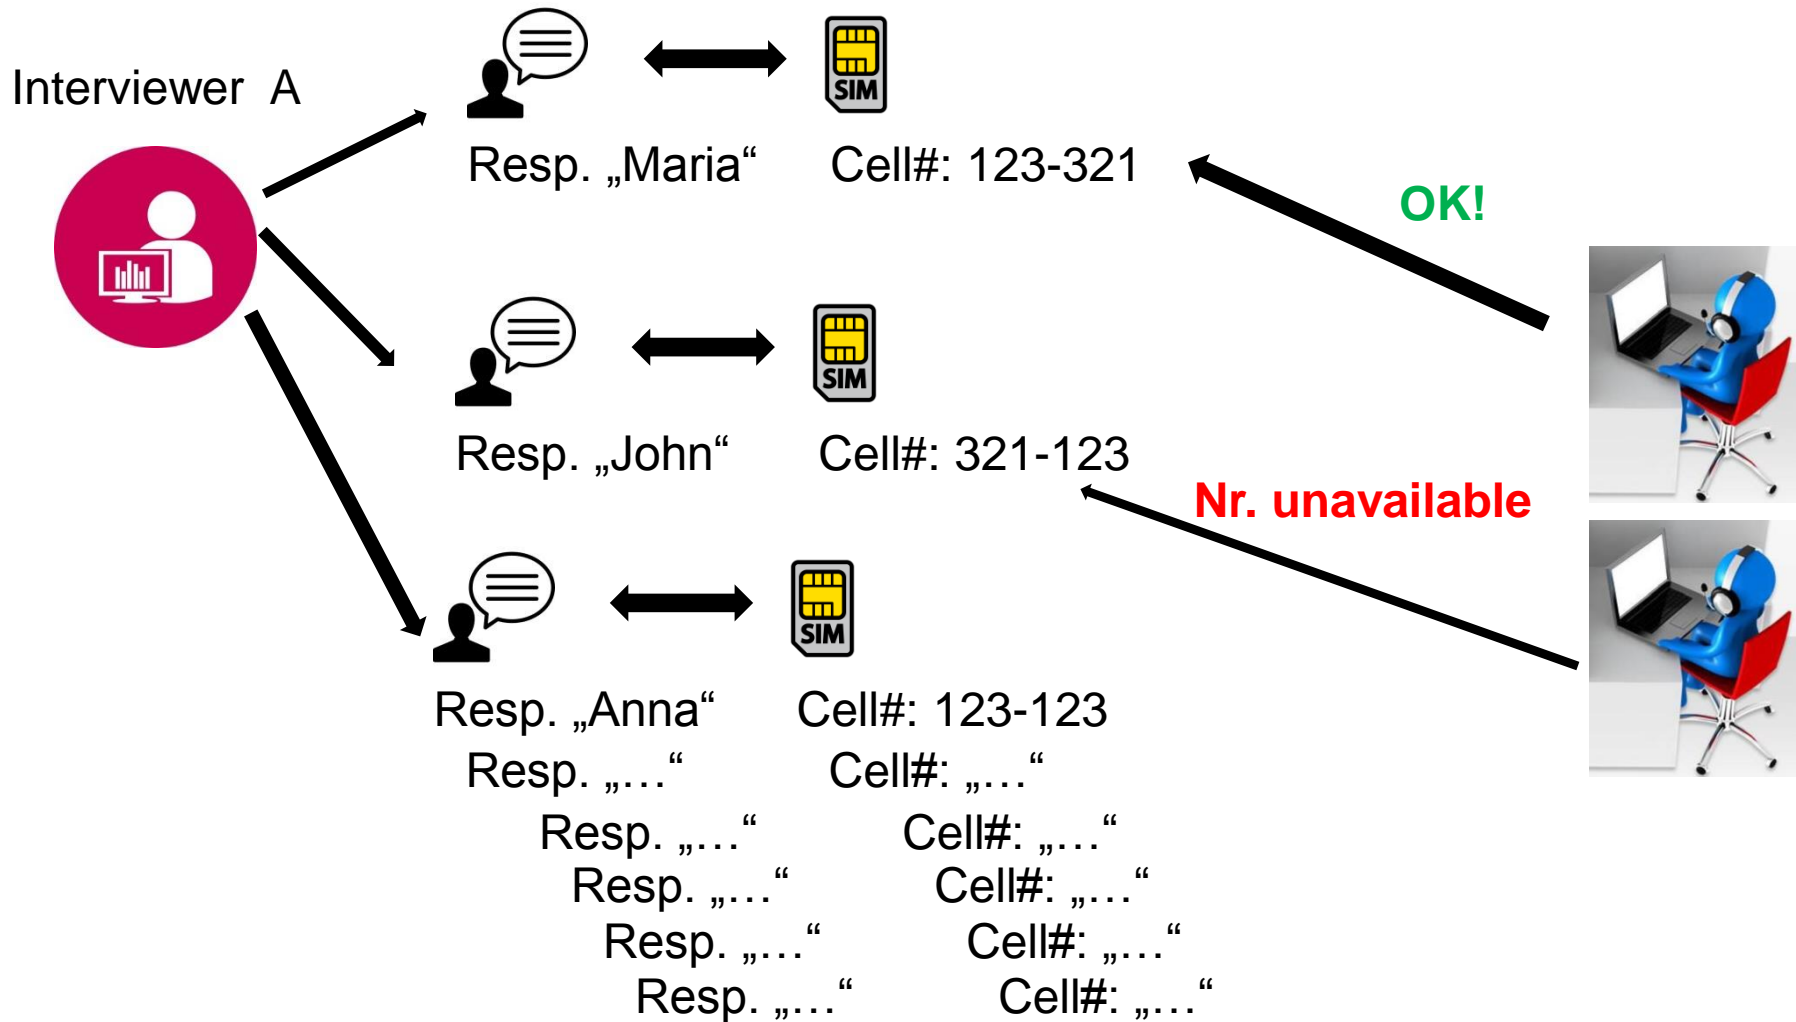 Interviewer A
SIM
Resp. „Maria“ Cell#: 123-321
OK!
SIM
Resp. „John“ Cell#: 321-123
Nr. unavailable
SIM
Resp. „Anna“ Cell#: 123-123
Resp. „…“ Cell#: „…“
Resp. „…“ Cell#: „…“
Resp. „…“ Cell#: „…“
Resp. „…“ Cell#: „…“
Resp. „…“ Cell#: „…“